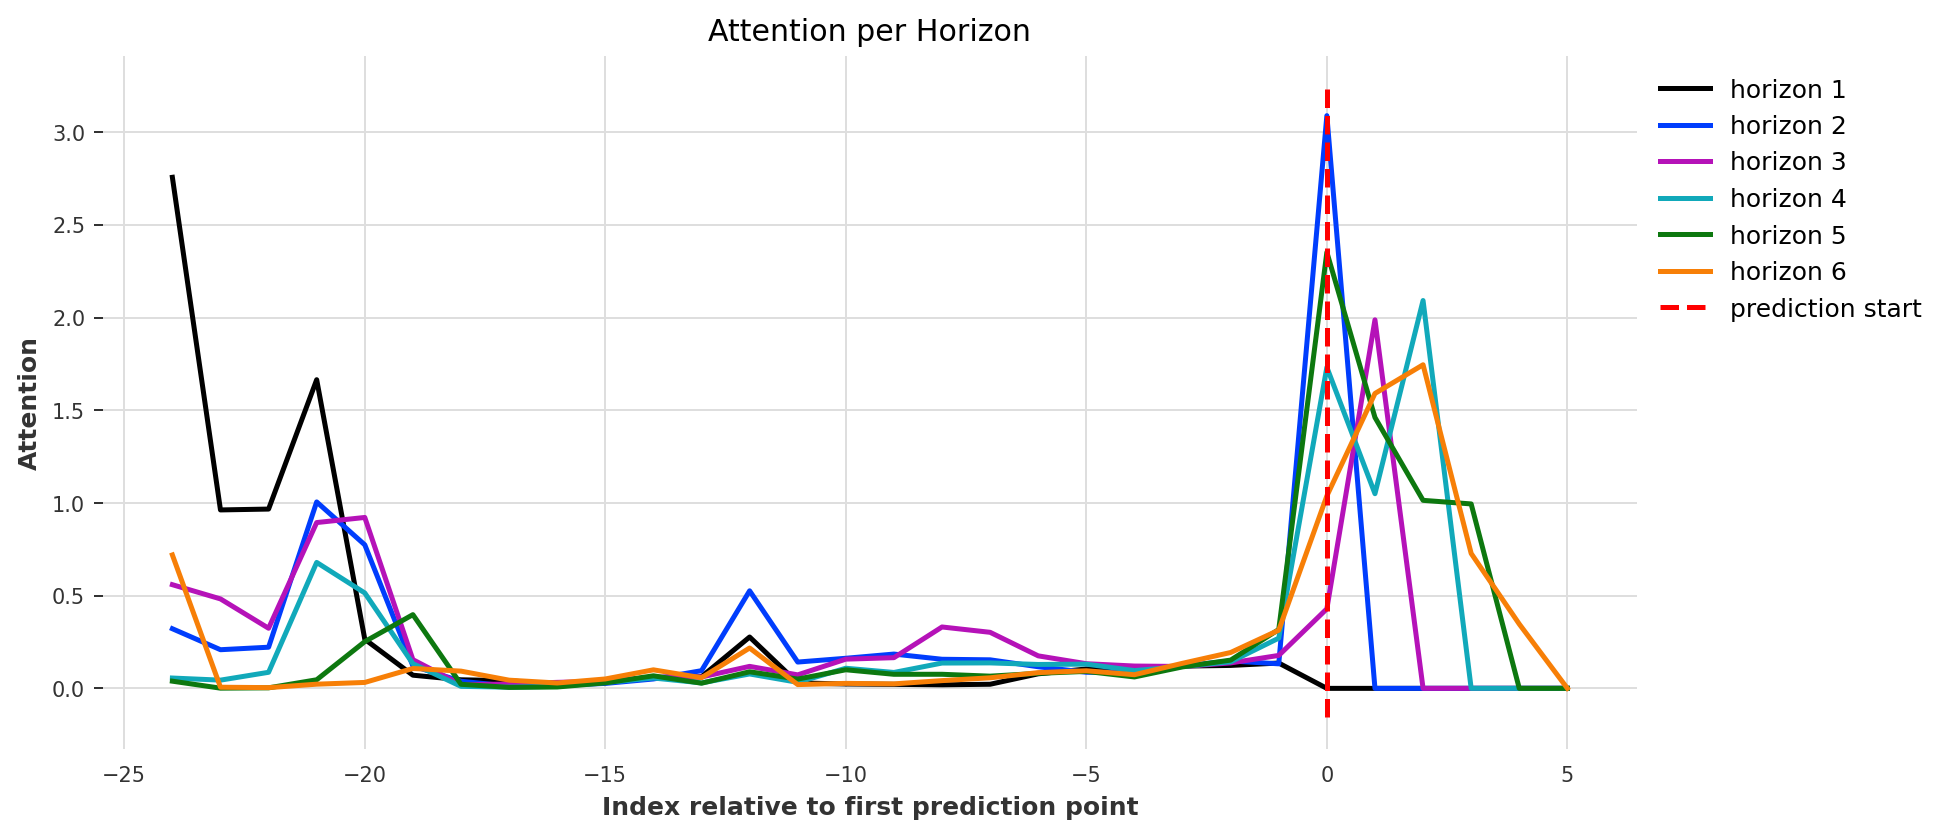 Attention per Horizon
Attention
3.0
2.5
2.0
1.5
1.0
0.5
0.0
−25
−20
−15
−10
−5
0
5
Index relative to first prediction point
horizon 1
horizon 2
horizon 3
horizon 4
horizon 5
horizon 6
prediction start